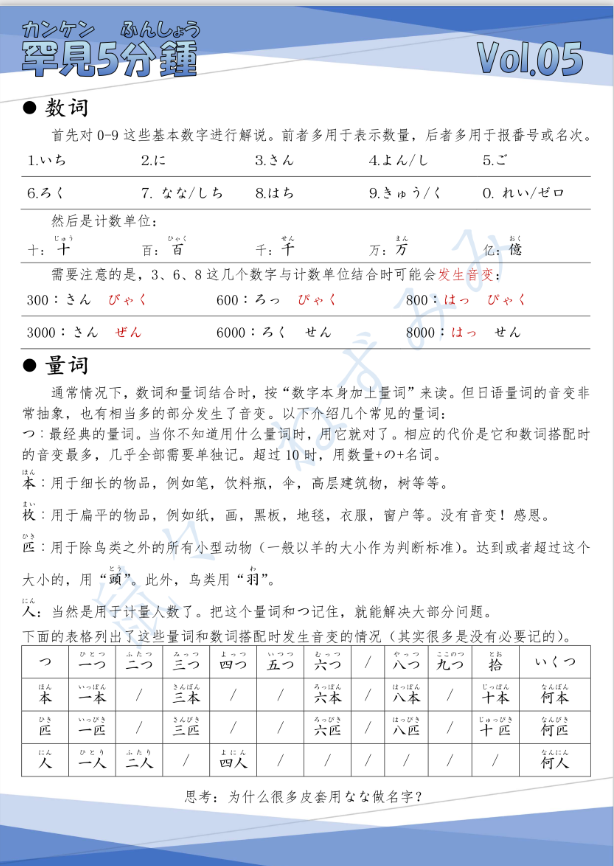 カンケン ふんしょう
罕見5分鍾 Vol.05
● 数词
首先对 0-9 这些基本数字进行解说。前者多用于表示数量，后者多用于报番号或名次。
1.いち 2.に 3.さん 4.よん/し 5.ご
6.ろく 7. なな/しち 8.はち 9.きゅう/く 0. れい/ゼロ
然后是计数单位：
じゅう ひゃく せん まん おく
十：十 百：百 千：千 万：万 亿：億
需要注意的是，3、6、8 这几个数字与计数单位结合时可能会发生音变：
300：さん びゃく 600：ろっ ぴゃく 800：はっ ぴゃく
3000：さん ぜん 6000：ろく せん 8000：はっ せん
● 量词
通常情况下，数词和量词结合时，按“数字本身加上量词”来读。但日语量词的音变非
常抽象，也有相当多的部分发生了音变。以下介绍几个常见的量词：
つ：最经典的量词。当你不知道用什么量词时，用它就对了。相应的代价是它和数词搭配时
的音变最多，几乎全部需要单独记。超过 10 时，用数量+の+名词。
ほん
本：用于细长的物品，例如笔，饮料瓶，伞，高层建筑物，树等等。
まい
枚：用于扁平的物品，例如纸，画，黑板，地毯，衣服，窗户等。没有音变！感恩。
ひき
匹：用于除鸟类之外的所有小型动物（一般以羊的大小作为判断标准）。达到或者超过这个
とう わ
大小的，用“頭”。此外，鸟类用“羽”。
にん
人：当然是用于计量人数了。把这个量词和つ记住，就能解决大部分问题。
下面的表格列出了这些量词和数词搭配时发生音变的情况（其实很多是没有必要记的）。
ひとつ ふたつ みっつ よっつ いつつ むっつ やっつ ここのつ とお
つ 一つ 二つ 三つ 四つ 五つ 六つ / 八つ 九つ 拾 いくつ
ほん いっぽん さんぼん ろっぽん はっぽん じっぽん なんぼん
本 一本 / 三本 / / 六本 / 八本 / 十本 何本
ひき いっぴき さんびき ろっぴき はっぴき じゅっぴき なんびき
匹 一匹 / 三匹 / / 六匹 / 八匹 / 十匹 何匹
にん ひとり ふたり よにん なんにん
人 一人 二人 / 四人 / / / / / / 何人
思考：为什么很多皮套用なな做名字？
ねずみみ